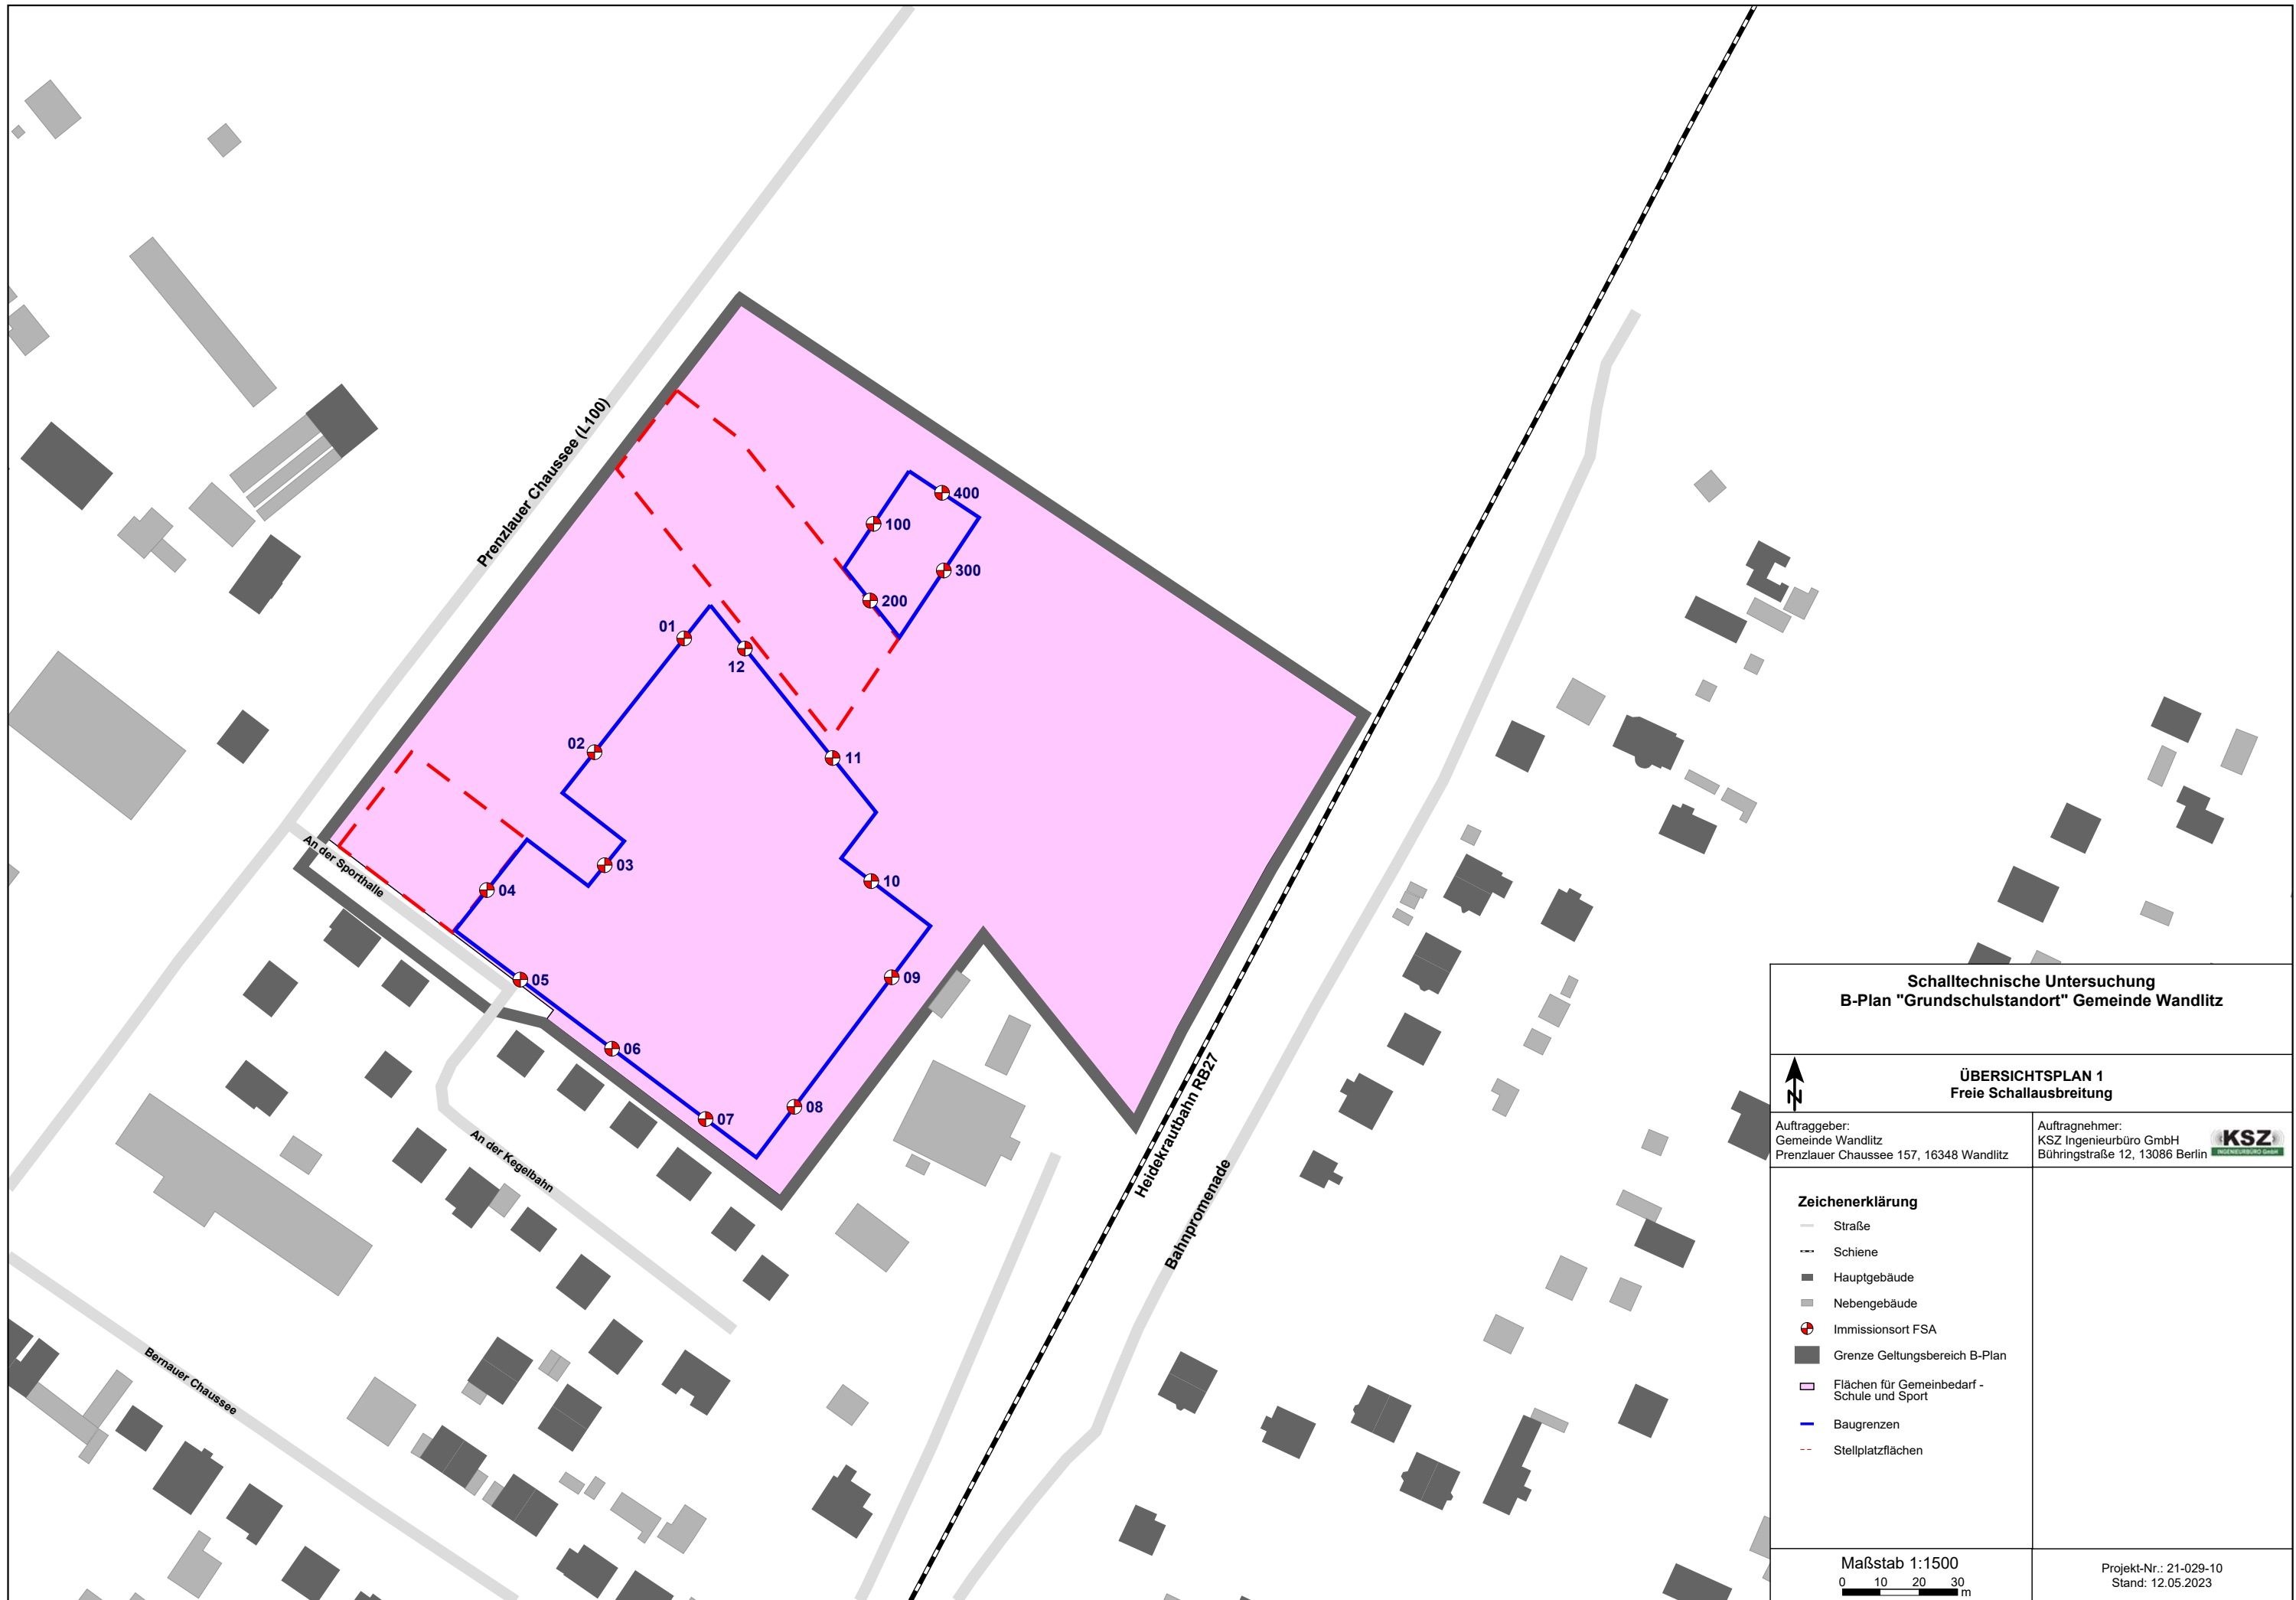 Prenzlauer Chaussee (L100)
400
100
300
200
01
12
02
11
03
An der Sporthalle
04
10
05
09
06
07
08
An der Kegelbahn
Heidekrautbahn RB27
Bahnpromenade
Bernauer Chaussee
Schalltechnische Untersuchung
B-Plan "Grundschulstandort" Gemeinde Wandlitz
N
ÜBERSICHTSPLAN 1
Freie Schallausbreitung
Auftraggeber:
Gemeinde Wandlitz
Prenzlauer Chaussee 157, 16348 Wandlitz
Auftragnehmer:
KSZ Ingenieurbüro GmbH
Bühringstraße 12, 13086 Berlin
KSZ
INGENIEURBÜRO GmbH
Zeichenerklärung
Straße
Schiene
Hauptgebäude
Nebengebäude
Immissionsort FSA
Grenze Geltungsbereich B-Plan
Flächen für Gemeinbedarf -
Schule und Sport
Baugrenzen
Stellplatzflächen
Maßstab 1:1500
0 10 20 30
m
Projekt-Nr.: 21-029-10
Stand: 12.05.2023